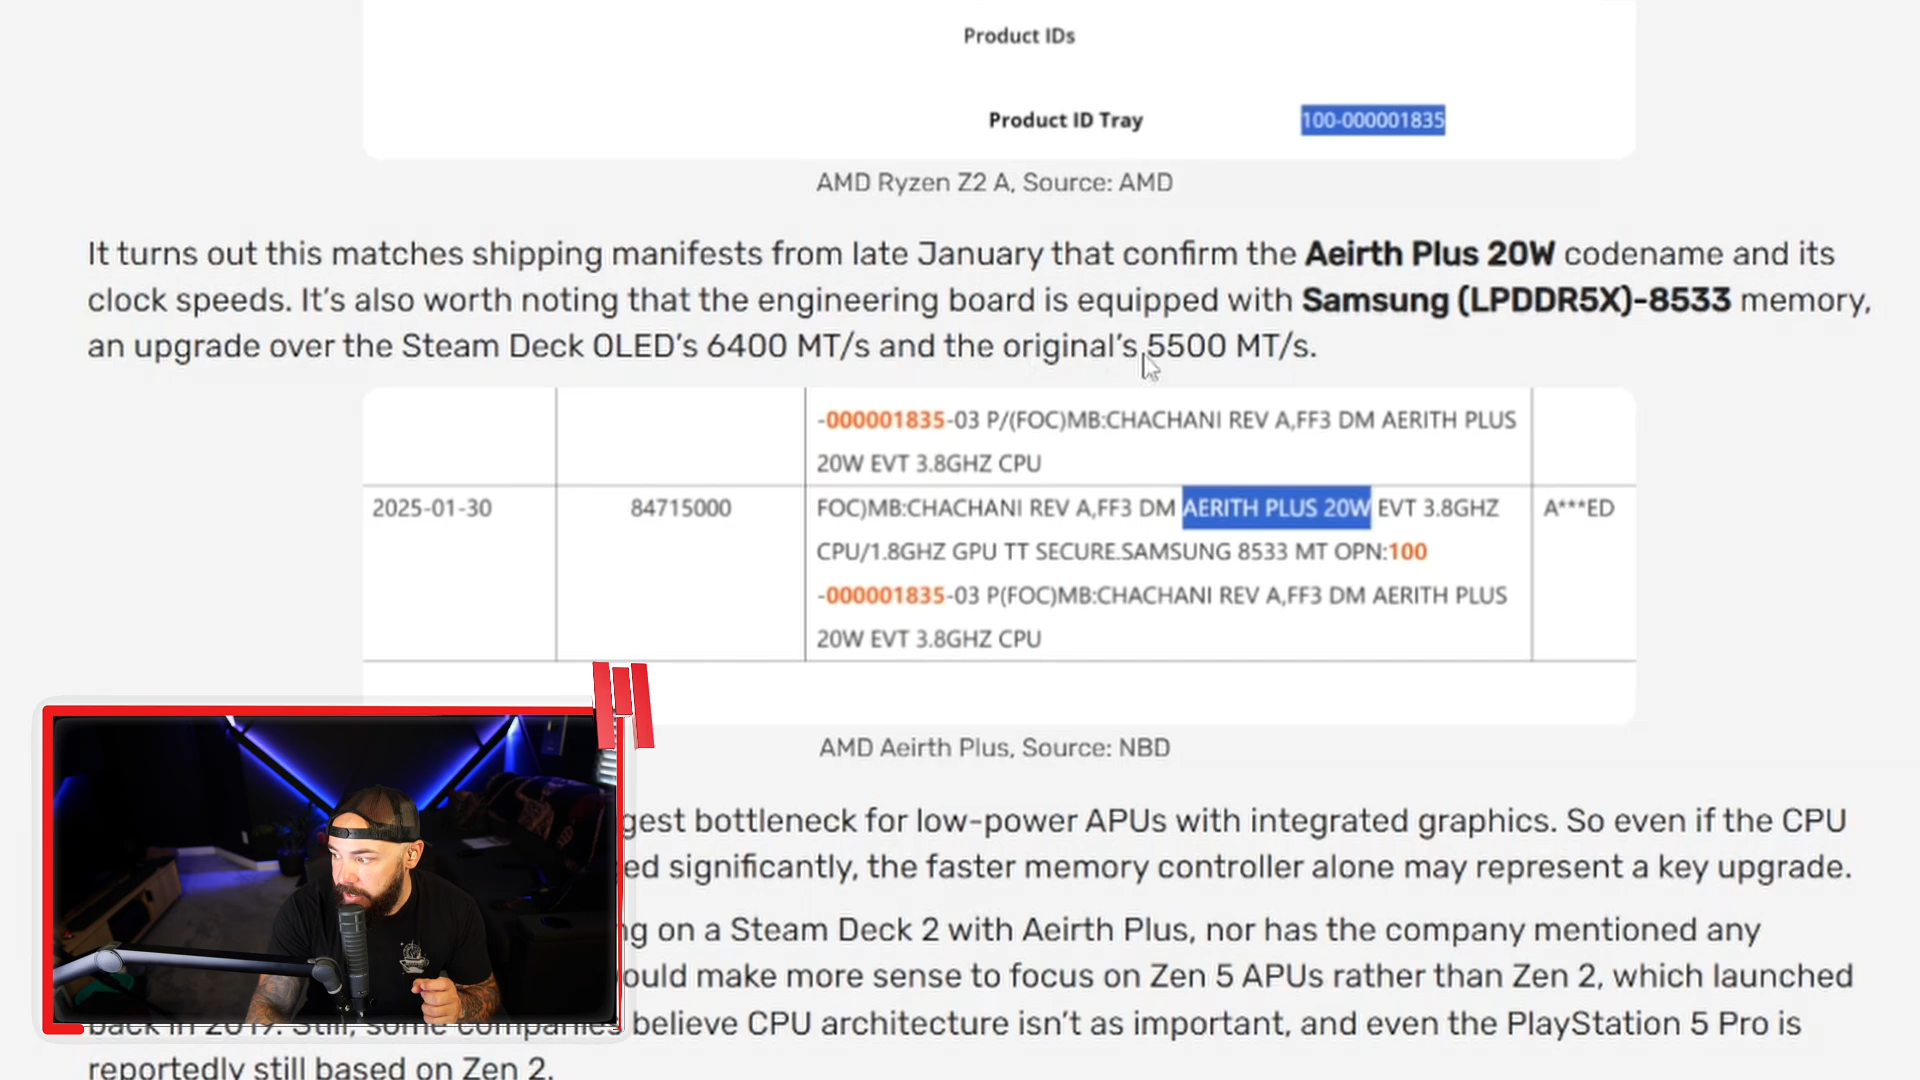 Product IDs
Product ID Tray 100-000001835
AMD Ryzen Z2 A, Source: AMD
It turns out this matches shipping manifests from late January that confirm the Aeirth Plus 20W codename and its
clock speeds. It's also worth noting that the engineering board is equipped with Samsung (LPDDR5X)-8533 memory,
an upgrade over the Steam Deck OLED's 6400 MT/s and the original's 5500 MT/s.
-000001835-03 P/(FOC)MB:CHACHANI REV A,FF3 DM AERITH PLUS
20W EVT 3.8GHZ CPU
2025-01-30 84715000 FOC)MB:CHACHANI REV A,FF3 DM AERITH PLUS 20W EVT 3.8GHZ A***ED
CPU/1.8GHZ GPU TT SECURE.SAMSUNG 8533 MT OPN:100
-000001835-03 P(FOC)MB:CHACHANI REV A,FF3 DM AERITH PLUS
20W EVT 3.8GHZ CPU
AMD Aeirth Plus, Source: NBD
gest bottleneck for low-power APUs with integrated graphics. So even if the CPU
ed significantly, the faster memory controller alone may represent a key upgrade.
ng on a Steam Deck 2 with Aeirth Plus, nor has the company mentioned any
ould make more sense to focus on Zen 5 APUs rather than Zen 2, which launched
back in 2019. Still, some companies believe CPU architecture isn't as important, and even the PlayStation 5 Pro is
reportedly still based on Zen 2.